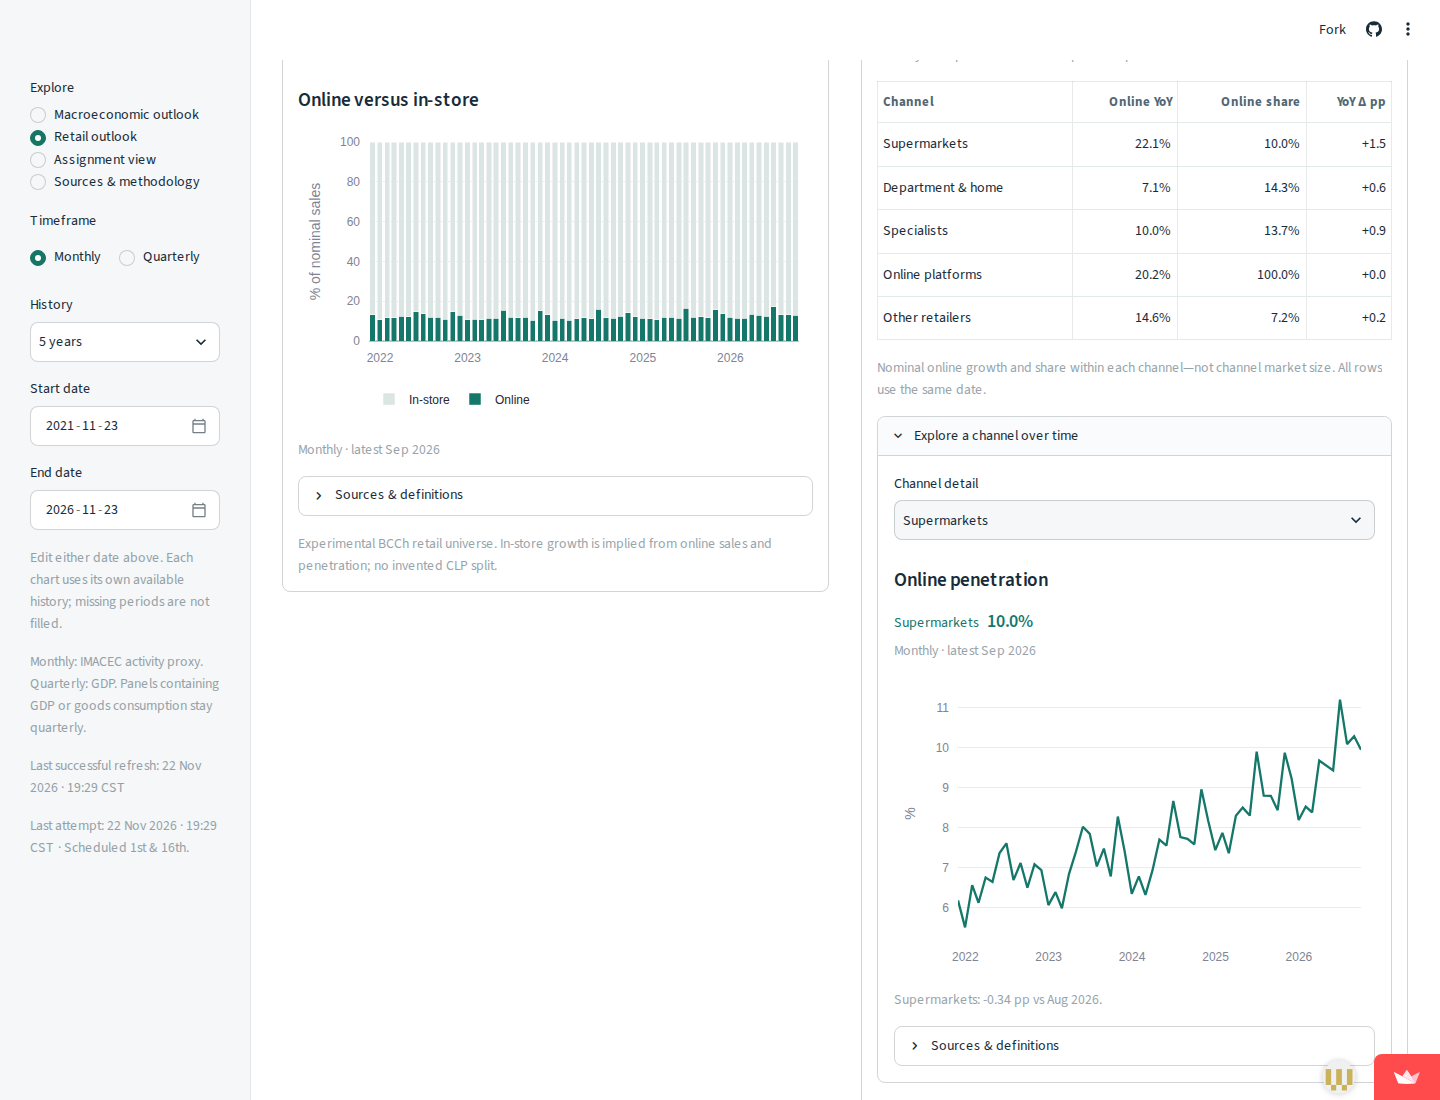 Fork
Explore
Macroeconomic outlook
Retail outlook
Assignment view
Sources & methodology
Timeframe
Monthly
Quarterly
History
5 years
Start date
2021-11-23
End date
2026-11-23
Edit either date above. Each
chart uses its own available
history; missing periods are not
filled.
Monthly: IMACEC activity proxy.
Quarterly: GDP. Panels containing
GDP or goods consumption stay
quarterly.
Last successful refresh: 22 Nov
2026 · 19:29 CST
Last attempt: 22 Nov 2026 · 19:29
CST · Scheduled 1st & 16th.
Online versus in-store
% of nominal sales
100
80
60
40
20
0
2022 2023 2024 2025 2026
In-store Online
Monthly · latest Sep 2026
Sources & definitions
Experimental BCCh retail universe. In-store growth is implied from online sales and
penetration; no invented CLP split.
Channel Online YoY Online share YoY Δ pp
Supermarkets 22.1% 10.0% +1.5
Department & home 7.1% 14.3% +0.6
Specialists 10.0% 13.7% +0.9
Online platforms 20.2% 100.0% +0.0
Other retailers 14.6% 7.2% +0.2
Nominal online growth and share within each channel—not channel market size. All rows
use the same date.
Explore a channel over time
Channel detail
Supermarkets
Online penetration
Supermarkets 10.0%
Monthly · latest Sep 2026
%
11
10
9
8
7
6
2022 2023 2024 2025 2026
Supermarkets: -0.34 pp vs Aug 2026.
Sources & definitions